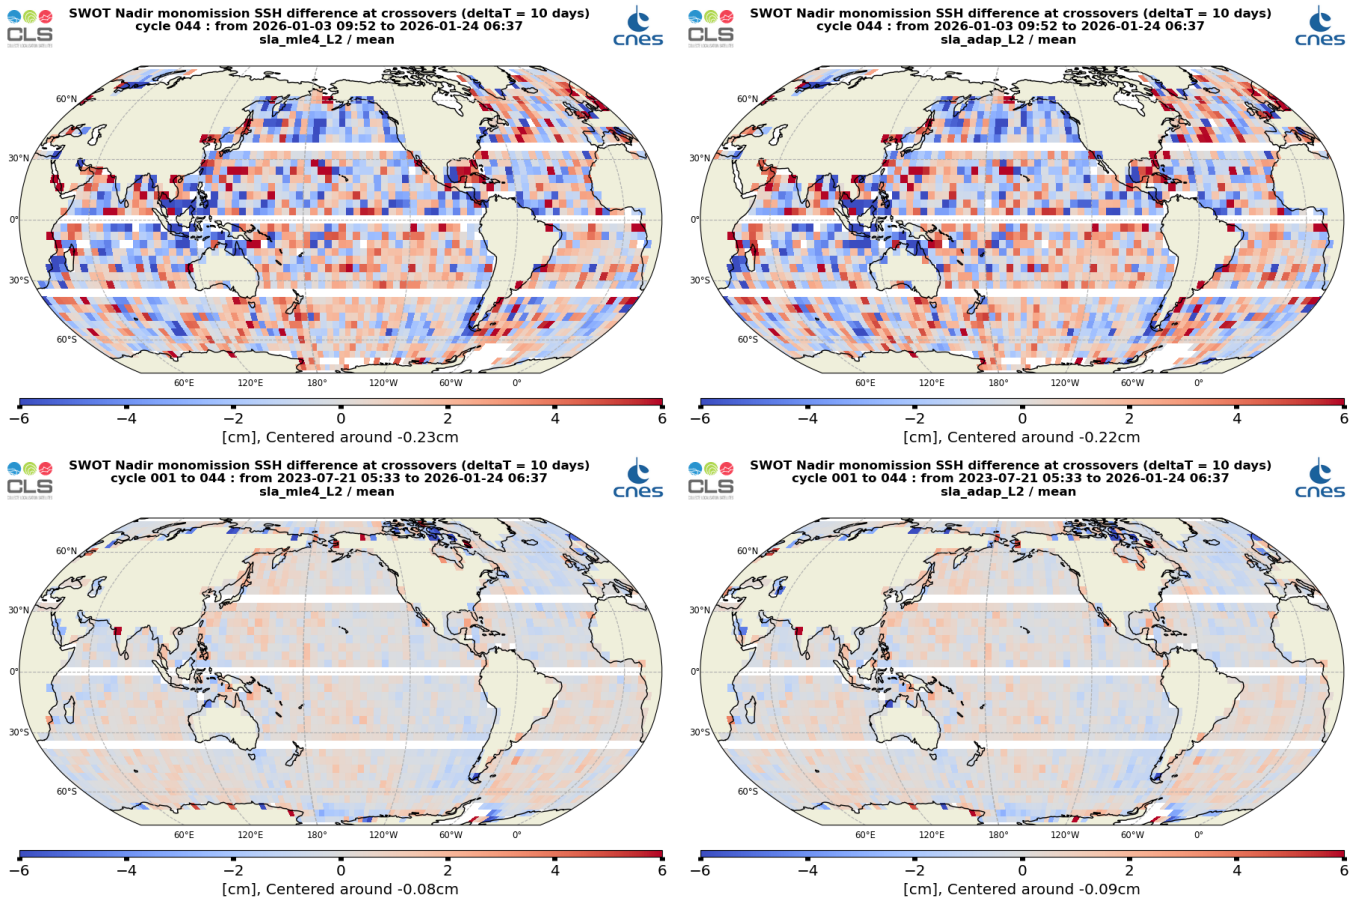 SWOT Nadir monomission SSH difference at crossovers (deltaT = 10 days)
cycle 044 : from 2026-01-03 09:52 to 2026-01-24 06:37
sla_mle4_L2 / mean
CLS
cnes
60°N
30°N
0°
30°S
60°S
60°E 120°E 180° 120°W 60°W 0°
−6 −4 −2 0 2 4 6
[cm], Centered around -0.23cm
SWOT Nadir monomission SSH difference at crossovers (deltaT = 10 days)
cycle 044 : from 2026-01-03 09:52 to 2026-01-24 06:37
sla_adap_L2 / mean
CLS
cnes
60°N
30°N
0°
30°S
60°S
60°E 120°E 180° 120°W 60°W 0°
−6 −4 −2 0 2 4 6
[cm], Centered around -0.22cm
SWOT Nadir monomission SSH difference at crossovers (deltaT = 10 days)
cycle 001 to 044 : from 2023-07-21 05:33 to 2026-01-24 06:37
sla_mle4_L2 / mean
CLS
cnes
60°N
30°N
0°
30°S
60°S
60°E 120°E 180° 120°W 60°W 0°
−6 −4 −2 0 2 4 6
[cm], Centered around -0.08cm
SWOT Nadir monomission SSH difference at crossovers (deltaT = 10 days)
cycle 001 to 044 : from 2023-07-21 05:33 to 2026-01-24 06:37
sla_adap_L2 / mean
CLS
cnes
60°N
30°N
0°
30°S
60°S
60°E 120°E 180° 120°W 60°W 0°
−6 −4 −2 0 2 4 6
[cm], Centered around -0.09cm